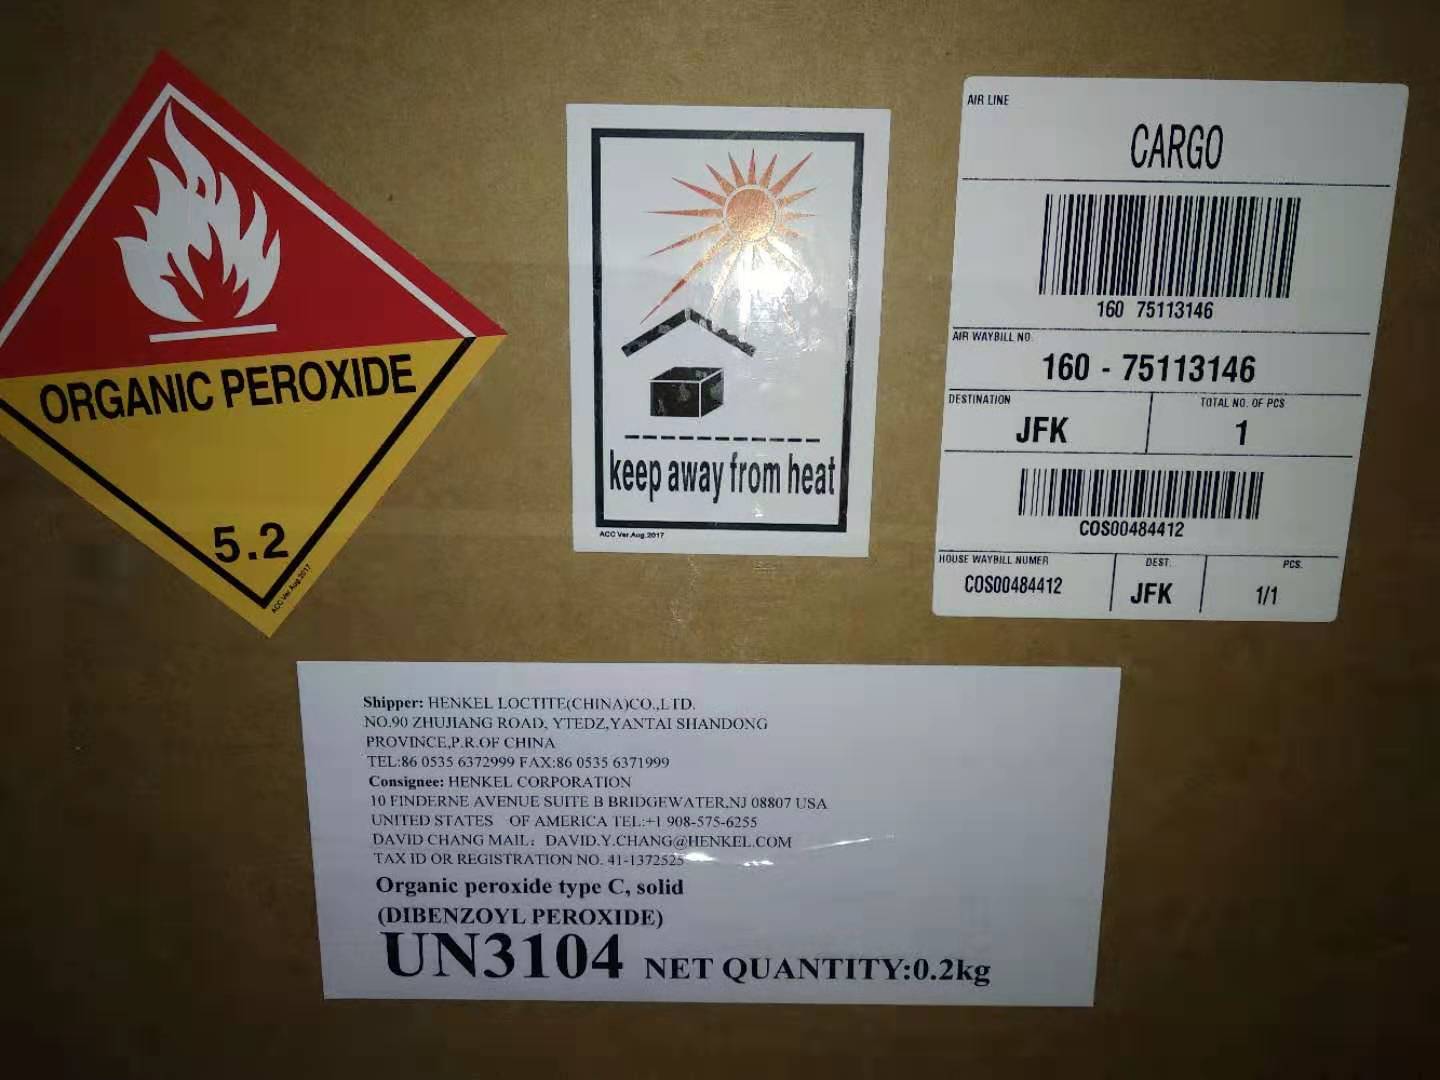 ORGANIC PEROXIDE
5.2
ACC Ver.Aug.2017
keep away from heat
ACC Ver.Aug.2017
AIR LINE
CARGO
160 75113146
AIR WAYBILL NO.
160 - 75113146
DESTINATION
TOTAL NO. OF PCS
JFK
1
COS00484412
HOUSE WAYBILL NUMER
DEST.
PCS.
COS00484412
JFK
1/1
Shipper: HENKEL LOCTITE(CHINA)CO.,LTD.
NO.90 ZHUJIANG ROAD, YTEDZ,YANTAI SHANDONG
PROVINCE,P.R.OF CHINA
TEL:86 0535 6372999 FAX:86 0535 6371999
Consignee: HENKEL CORPORATION
10 FINDERNE AVENUE SUITE B BRIDGEWATER,NJ 08807 USA
UNITED STATES OF AMERICA TEL:+1 908-575-6255
DAVID CHANG MAIL: DAVID.Y.CHANG@HENKEL.COM
TAX ID OR REGISTRATION NO. 41-1372525
Organic peroxide type C, solid
(DIBENZOYL PEROXIDE)
UN3104 NET QUANTITY:0.2kg